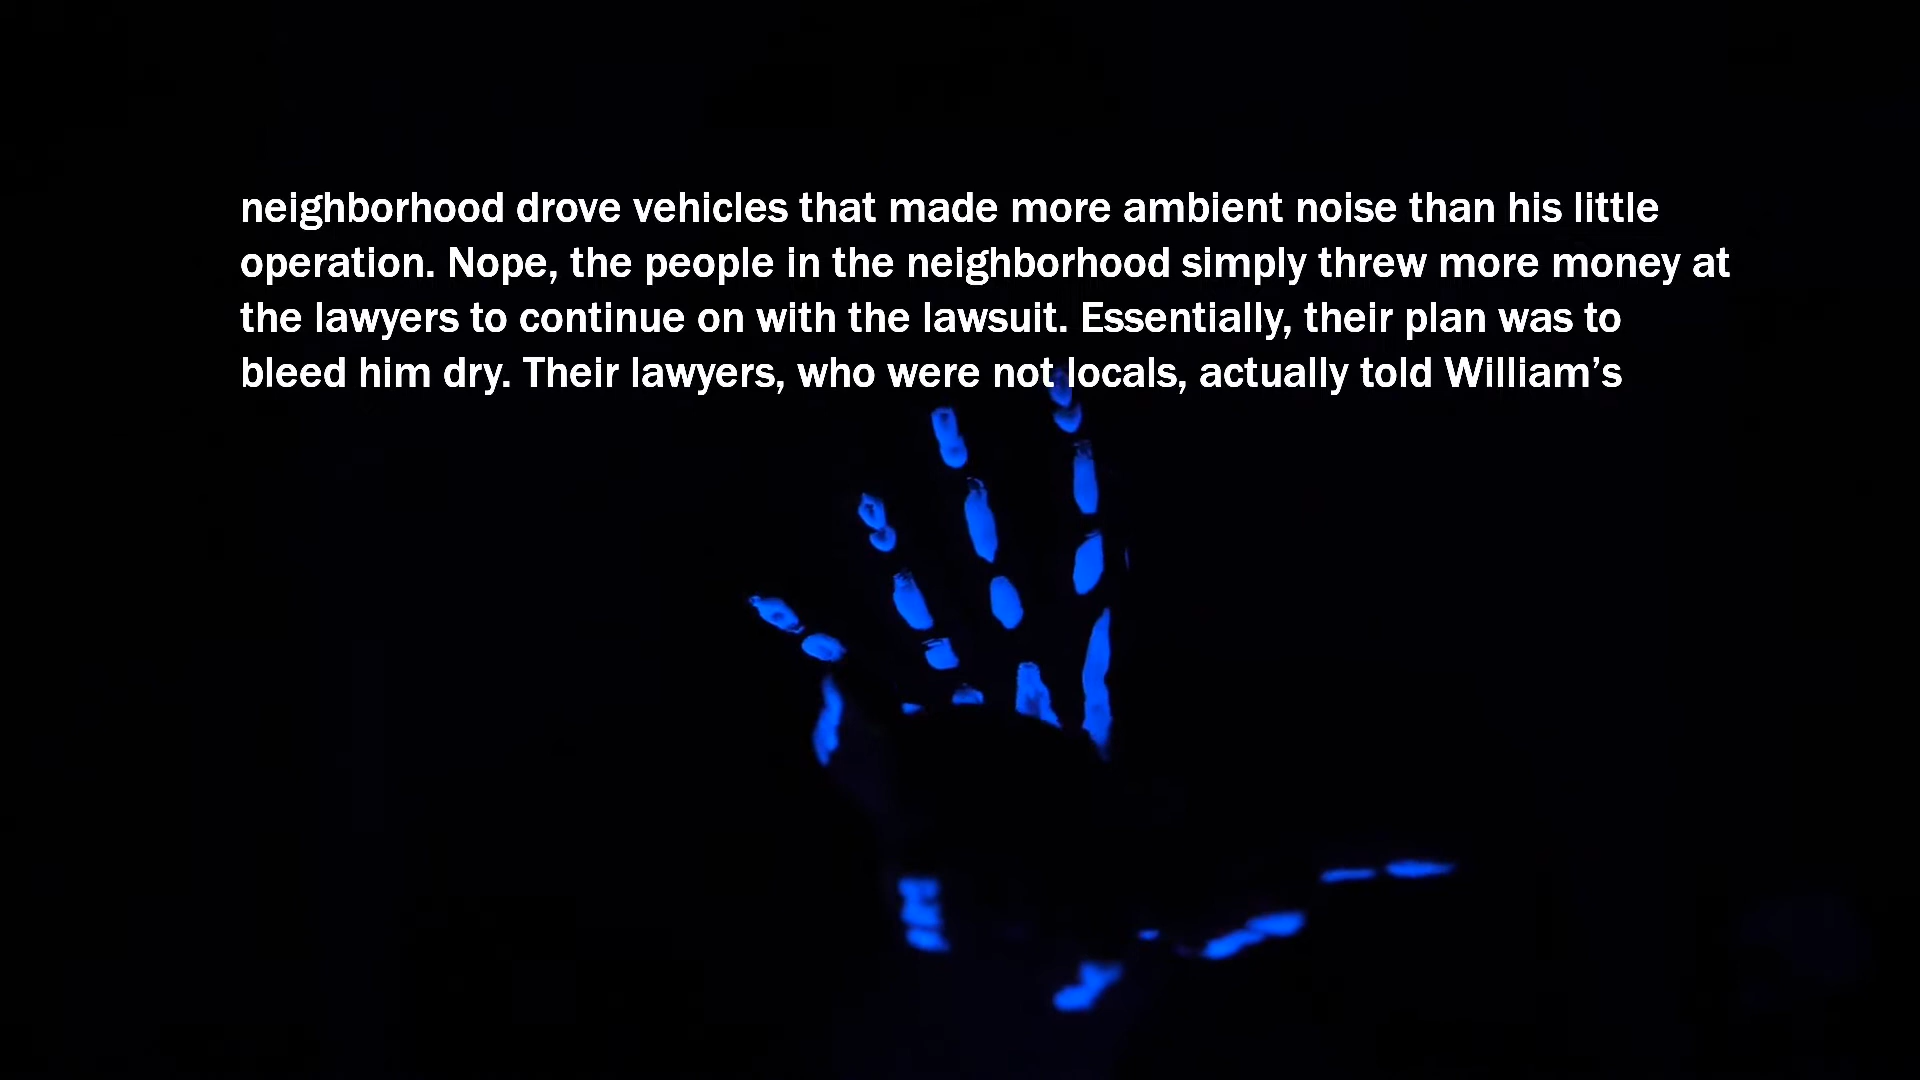 neighborhood drove vehicles that made more ambient noise than his little
operation. Nope, the people in the neighborhood simply threw more money at
the lawyers to continue on with the lawsuit. Essentially, their plan was to
bleed him dry. Their lawyers, who were not locals, actually told William’s